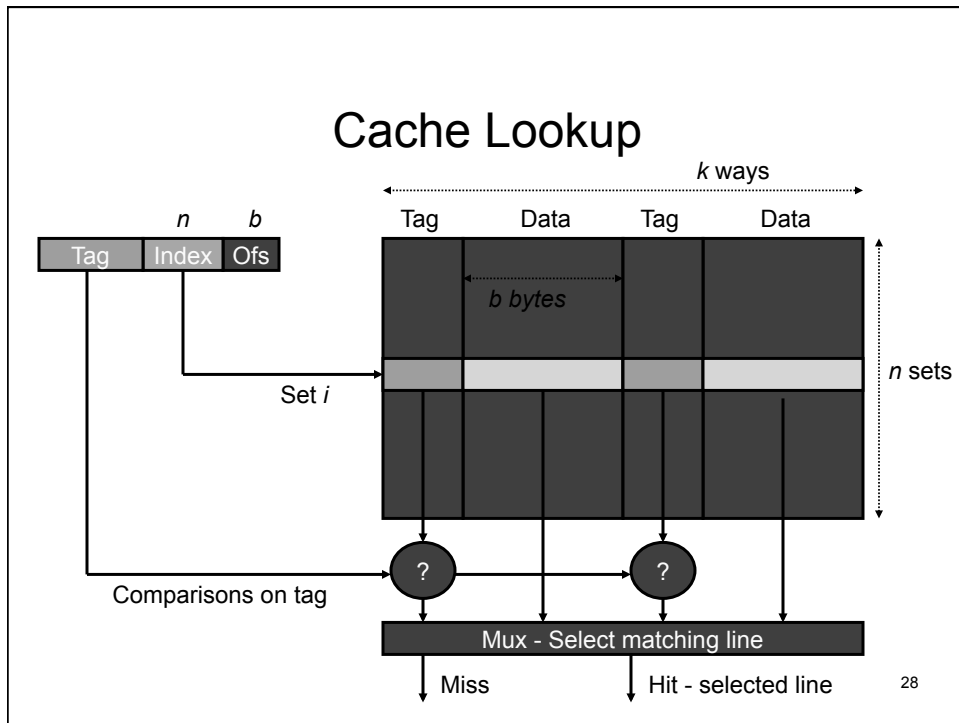 Cache Lookup
k ways
n b
Tag Data Tag Data
Tag Index Ofs
b bytes
Set i
n sets
? ?
Comparisons on tag
Mux - Select matching line
Miss Hit - selected line
28